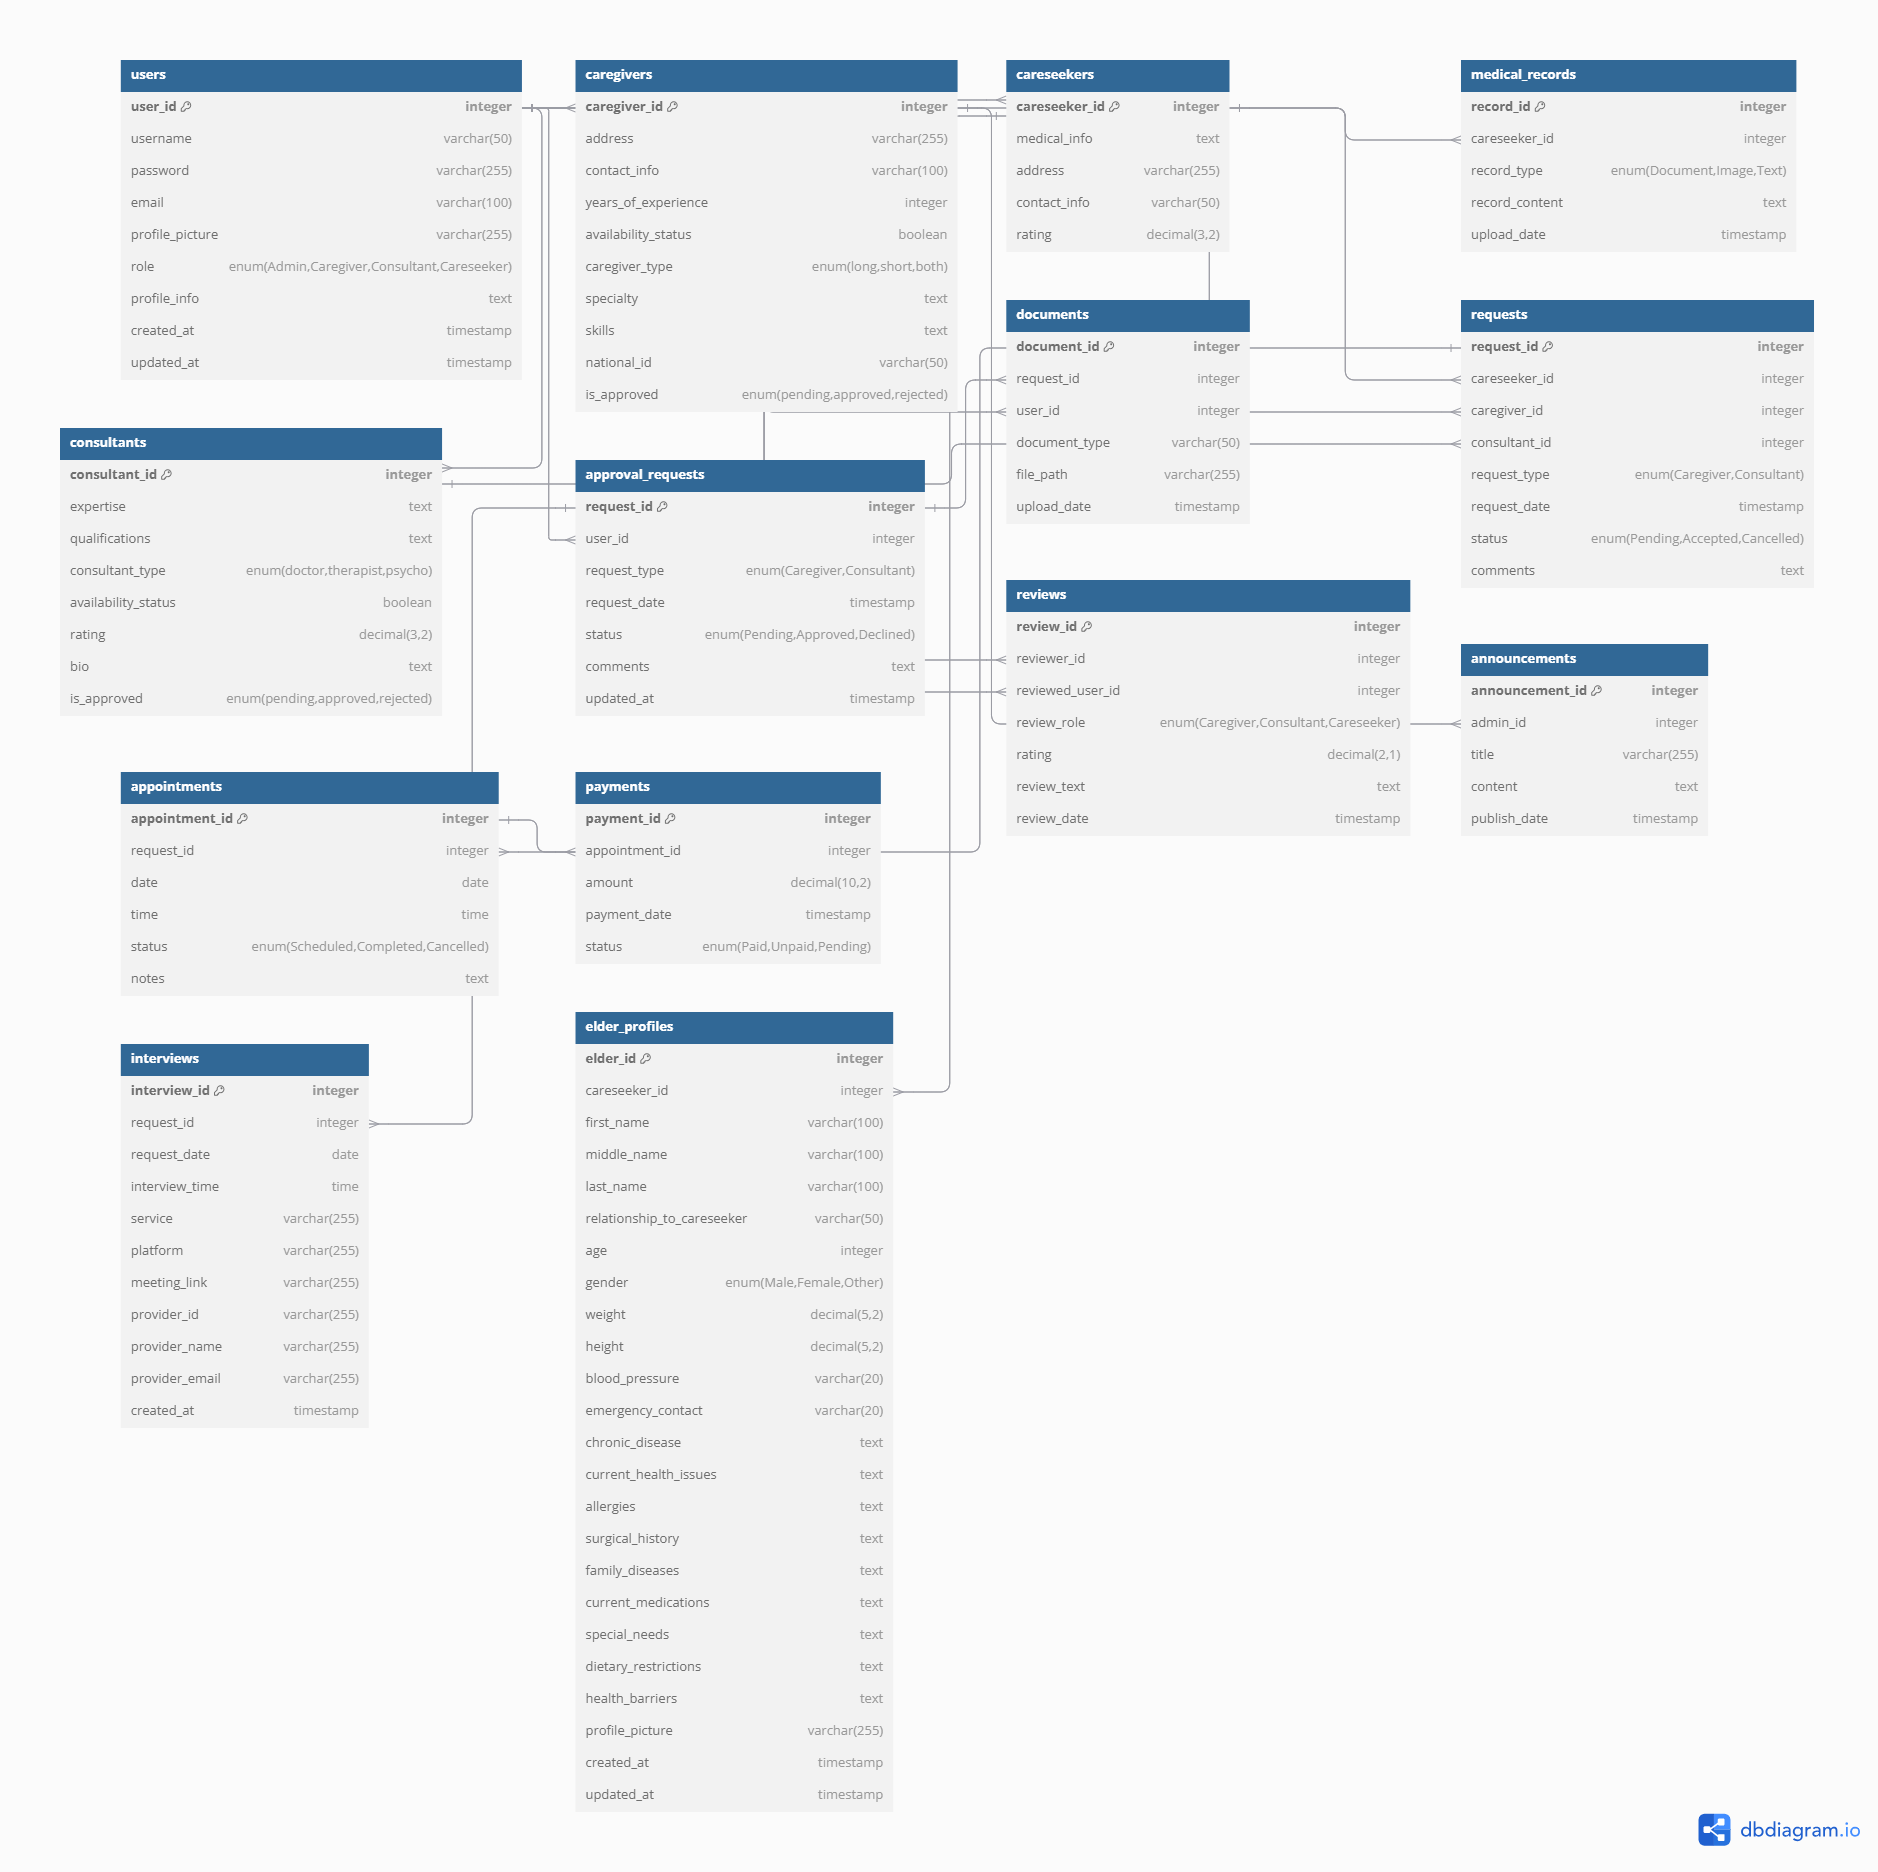 users
user_id integer
username varchar(50)
password varchar(255)
email varchar(100)
profile_picture varchar(255)
role enum(Admin,Caregiver,Consultant,Careseeker)
profile_info text
created_at timestamp
updated_at timestamp
caregivers
caregiver_id integer
address varchar(255)
contact_info varchar(100)
years_of_experience integer
availability_status boolean
caregiver_type enum(long,short,both)
specialty text
skills text
national_id varchar(50)
is_approved enum(pending,approved,rejected)
careseekers
careseeker_id integer
medical_info text
address varchar(255)
contact_info varchar(50)
rating decimal(3,2)
medical_records
record_id integer
careseeker_id integer
record_type enum(Document,Image,Text)
record_content text
upload_date timestamp
documents
document_id integer
request_id integer
user_id integer
document_type varchar(50)
file_path varchar(255)
upload_date timestamp
requests
request_id integer
careseeker_id integer
caregiver_id integer
consultant_id integer
request_type enum(Caregiver,Consultant)
request_date timestamp
status enum(Pending,Accepted,Cancelled)
comments text
consultants
consultant_id integer
expertise text
qualifications text
consultant_type enum(doctor,therapist,psycho)
availability_status boolean
rating decimal(3,2)
bio text
is_approved enum(pending,approved,rejected)
approval_requests
request_id integer
user_id integer
request_type enum(Caregiver,Consultant)
request_date timestamp
status enum(Pending,Approved,Declined)
comments text
updated_at timestamp
reviews
review_id integer
reviewer_id integer
reviewed_user_id integer
review_role enum(Caregiver,Consultant,Careseeker)
rating decimal(2,1)
review_text text
review_date timestamp
announcements
announcement_id integer
admin_id integer
title varchar(255)
content text
publish_date timestamp
appointments
appointment_id integer
request_id integer
date date
time time
status enum(Scheduled,Completed,Cancelled)
notes text
payments
payment_id integer
appointment_id integer
amount decimal(10,2)
payment_date timestamp
status enum(Paid,Unpaid,Pending)
interviews
interview_id integer
request_id integer
request_date date
interview_time time
service varchar(255)
platform varchar(255)
meeting_link varchar(255)
provider_id varchar(255)
provider_name varchar(255)
provider_email varchar(255)
created_at timestamp
elder_profiles
elder_id integer
careseeker_id integer
first_name varchar(100)
middle_name varchar(100)
last_name varchar(100)
relationship_to_careseeker varchar(50)
age integer
gender enum(Male,Female,Other)
weight decimal(5,2)
height decimal(5,2)
blood_pressure varchar(20)
emergency_contact varchar(20)
chronic_disease text
current_health_issues text
allergies text
surgical_history text
family_diseases text
current_medications text
special_needs text
dietary_restrictions text
health_barriers text
profile_picture varchar(255)
created_at timestamp
updated_at timestamp
dbdiagram.io